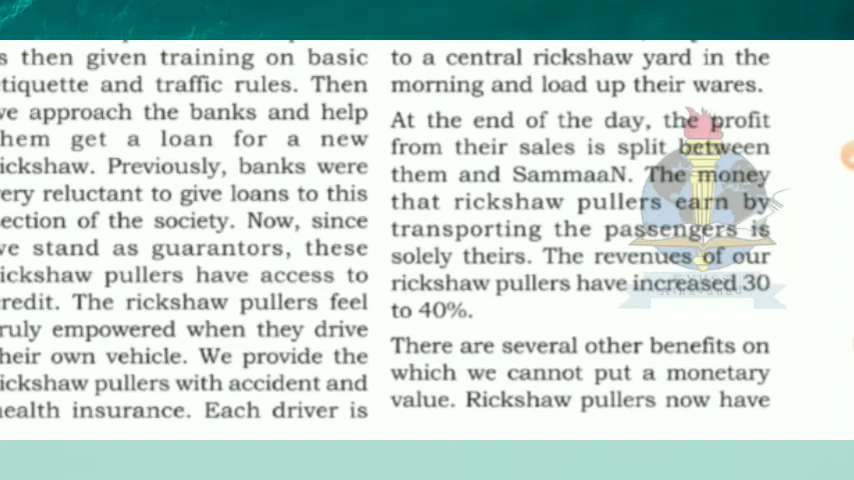 s then given training on basic
tiquette and traffic rules. Then
ve approach the banks and help
hem get a loan for a new
ickshaw. Previously, banks were
ery reluctant to give loans to this
ection of the society. Now, since
ve stand as guarantors, these
ickshaw pullers have access to
redit. The rickshaw pullers feel
ruly empowered when they drive
heir own vehicle. We provide the
ickshaw pullers with accident and
ealth insurance. Each driver is
to a central rickshaw yard in the
morning and load up their wares.
At the end of the day, the profit
from their sales is split between
them and SammaaN. The money
that rickshaw pullers earn by
transporting the passengers is
solely theirs. The revenues of our
rickshaw pullers have increased 30
to 40%.
There are several other benefits on
which we cannot put a monetary
value. Rickshaw pullers now have